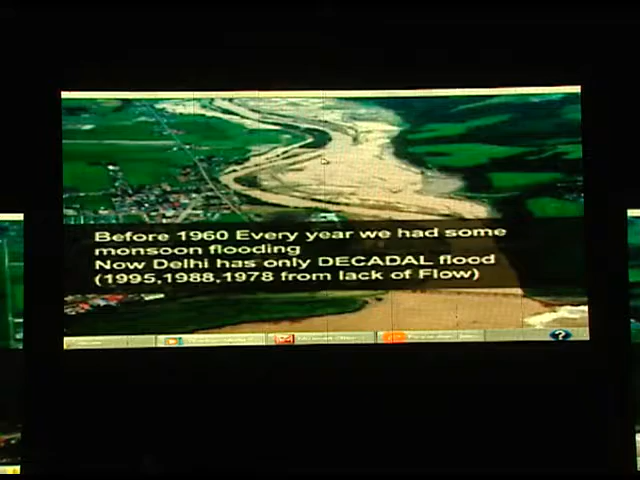 Before 1960 Every year we had some
monsoon flooding
Now Delhi has only DECADAL flood
(1995,1988,1978 from lack of Flow)
?